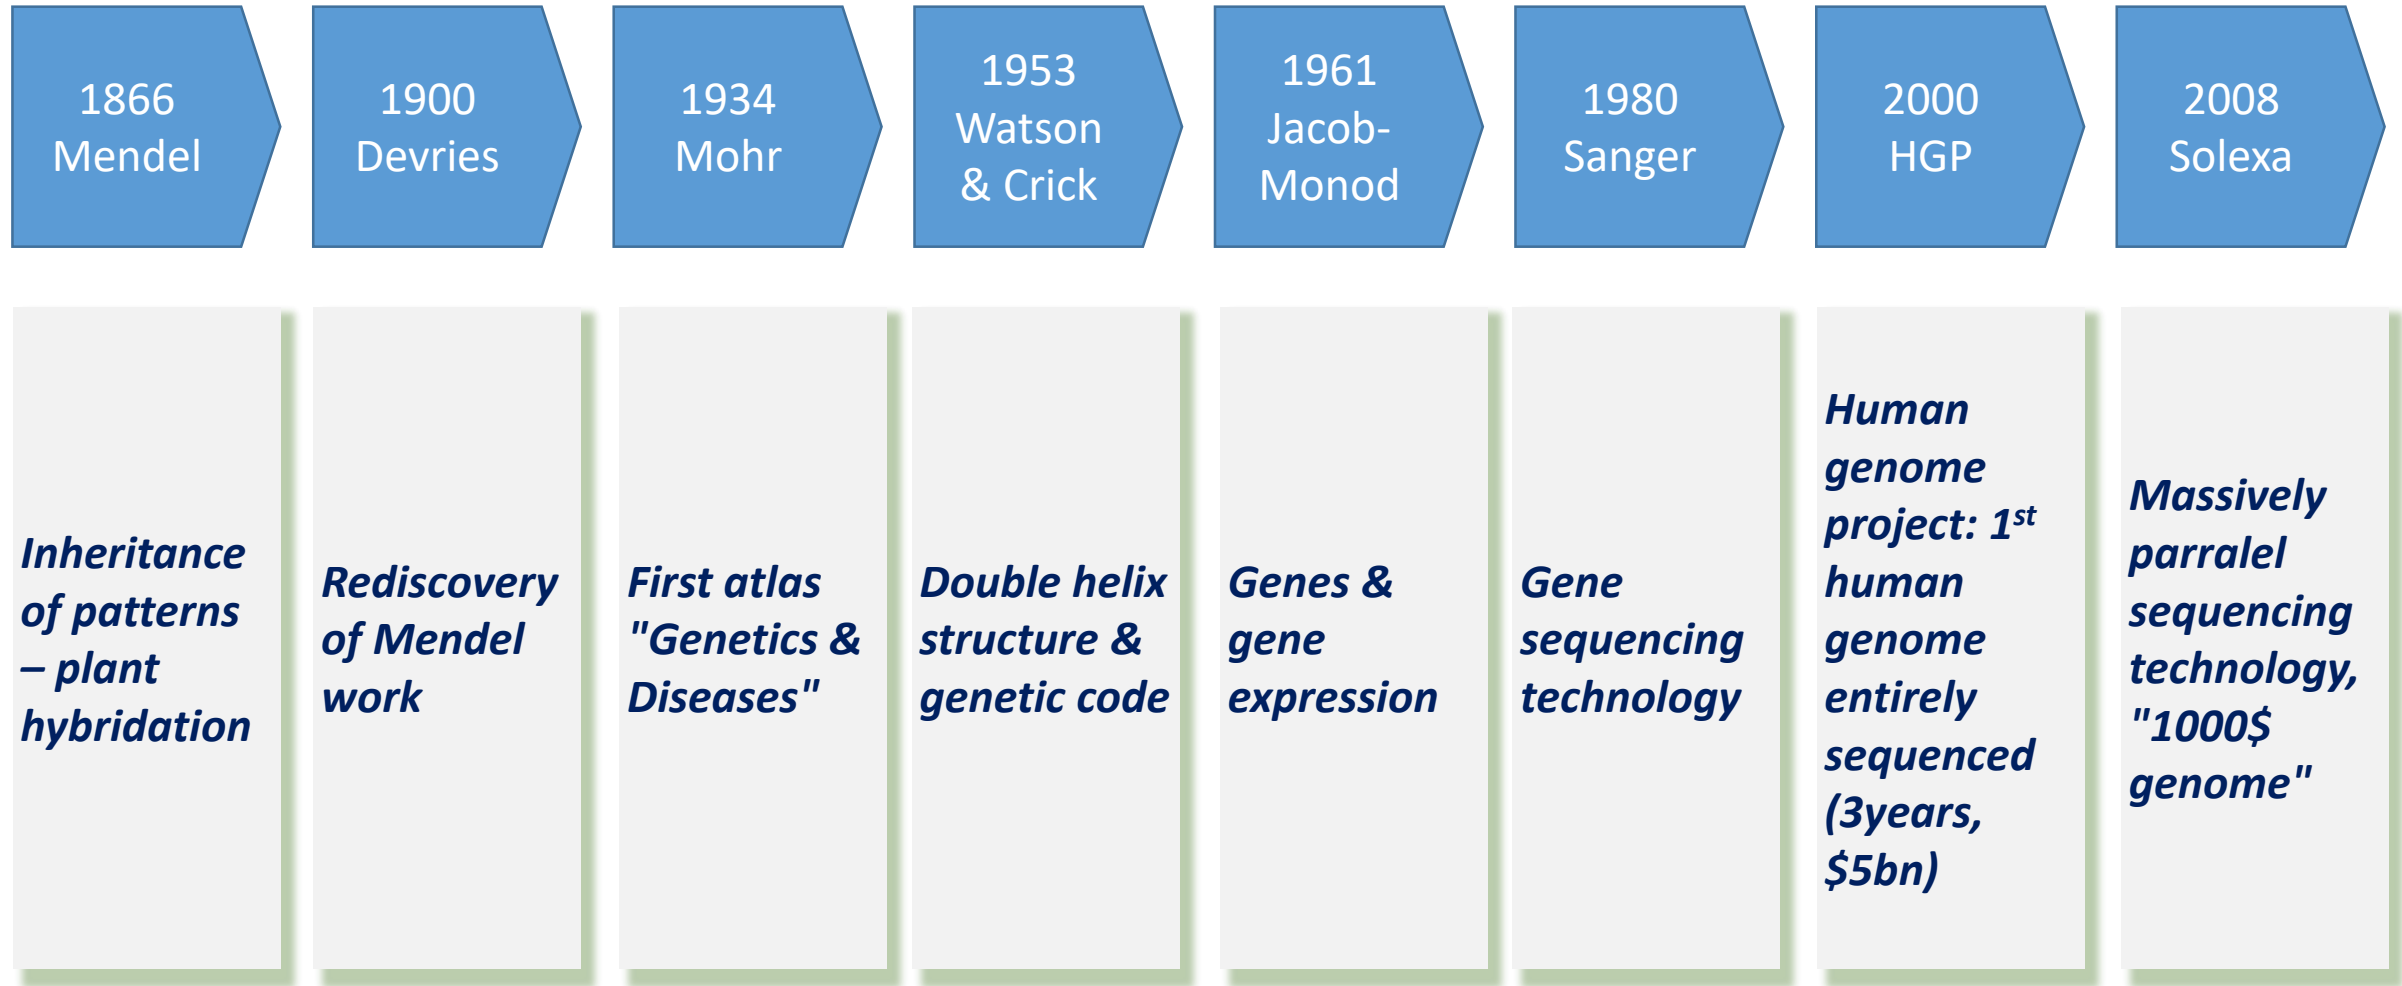 1866
Mendel
1900
Devries
1934
Mohr
1953
Watson
& Crick
1961
Jacob-
Monod
1980
Sanger
2000
HGP
2008
Solexa
Inheritance
of patterns
– plant
hybridation
Rediscovery
of Mendel
work
First atlas
"Genetics &
Diseases"
Double helix
structure &
genetic code
Genes &
gene
expression
Gene
sequencing
technology
Human
genome
project: 1st
human
genome
entirely
sequenced
(3years,
$5bn)
Massively
parralel
sequencing
technology,
"1000$
genome"